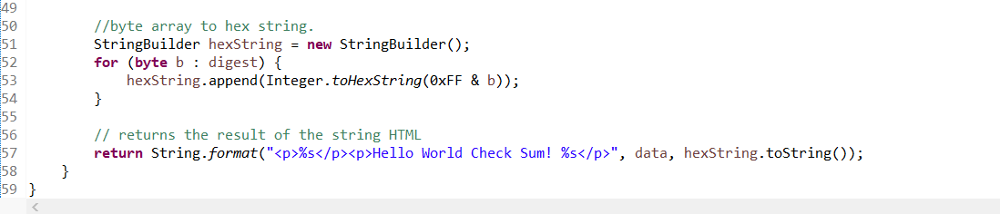 49
50         //byte array to hex string.
51         StringBuilder hexString = new StringBuilder();
52         for (byte b : digest) {
53             hexString.append(Integer.toHexString(0xFF & b));
54         }
55
56         // returns the result of the string HTML
57         return String.format("<p>%s</p><p>Hello World Check Sum! %s</p>", data, hexString.toString());
58     }
59 }